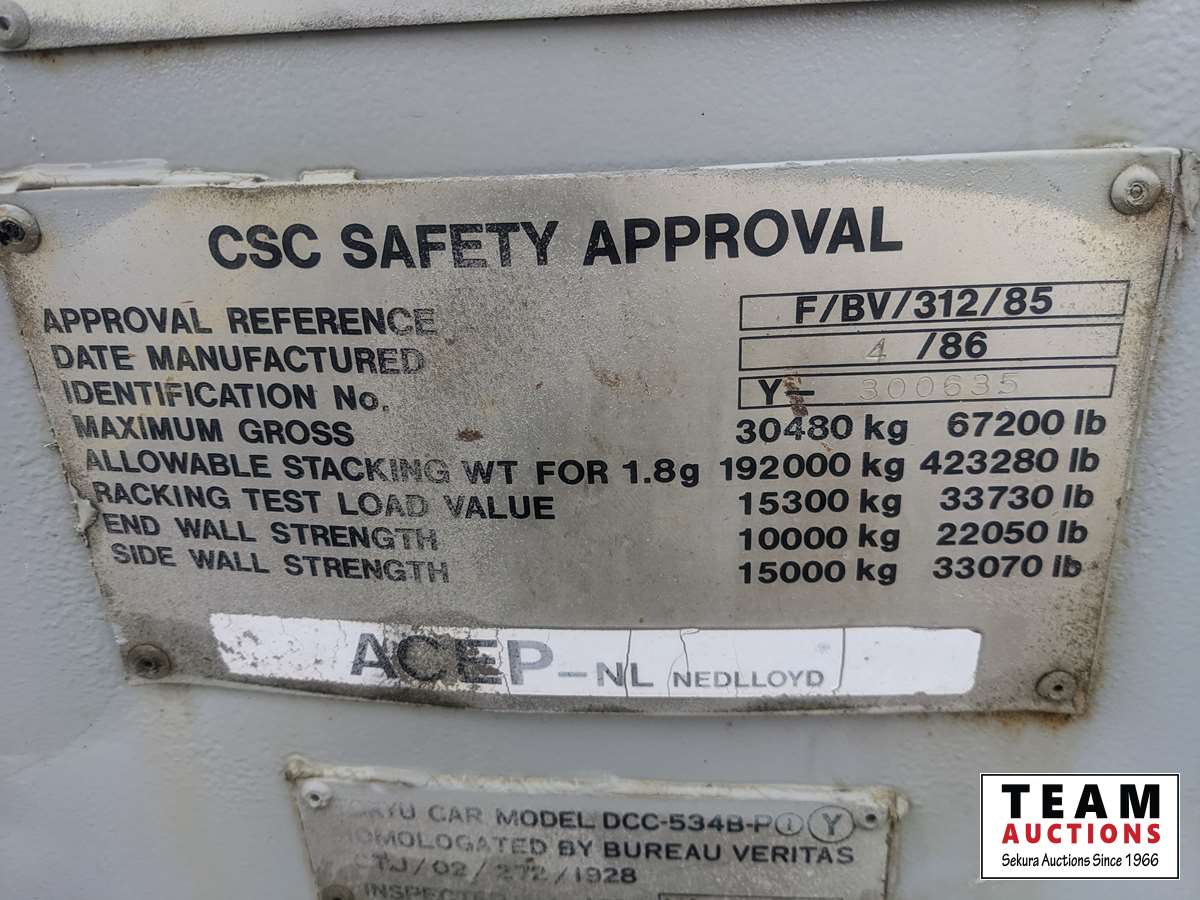 CSC SAFETY APPROVAL
APPROVAL REFERENCE F/BV/312/85
DATE MANUFACTURED 4 /86
IDENTIFICATION No. Y- 300635
MAXIMUM GROSS 30480 kg 67200 lb
ALLOWABLE STACKING WT FOR 1.8g 192000 kg 423280 lb
RACKING TEST LOAD VALUE 15300 kg 33730 lb
END WALL STRENGTH 10000 kg 22050 lb
SIDE WALL STRENGTH 15000 kg 33070 lb
ACEP-NL NEDLLOYD
CAR MODEL DCC-534B-P i Y
HOMOLOGATED BY BUREAU VERITAS
TJ/02/272/1928
INSPECTED
TEAM
AUCTIONS
Sekura Auctions Since 1966